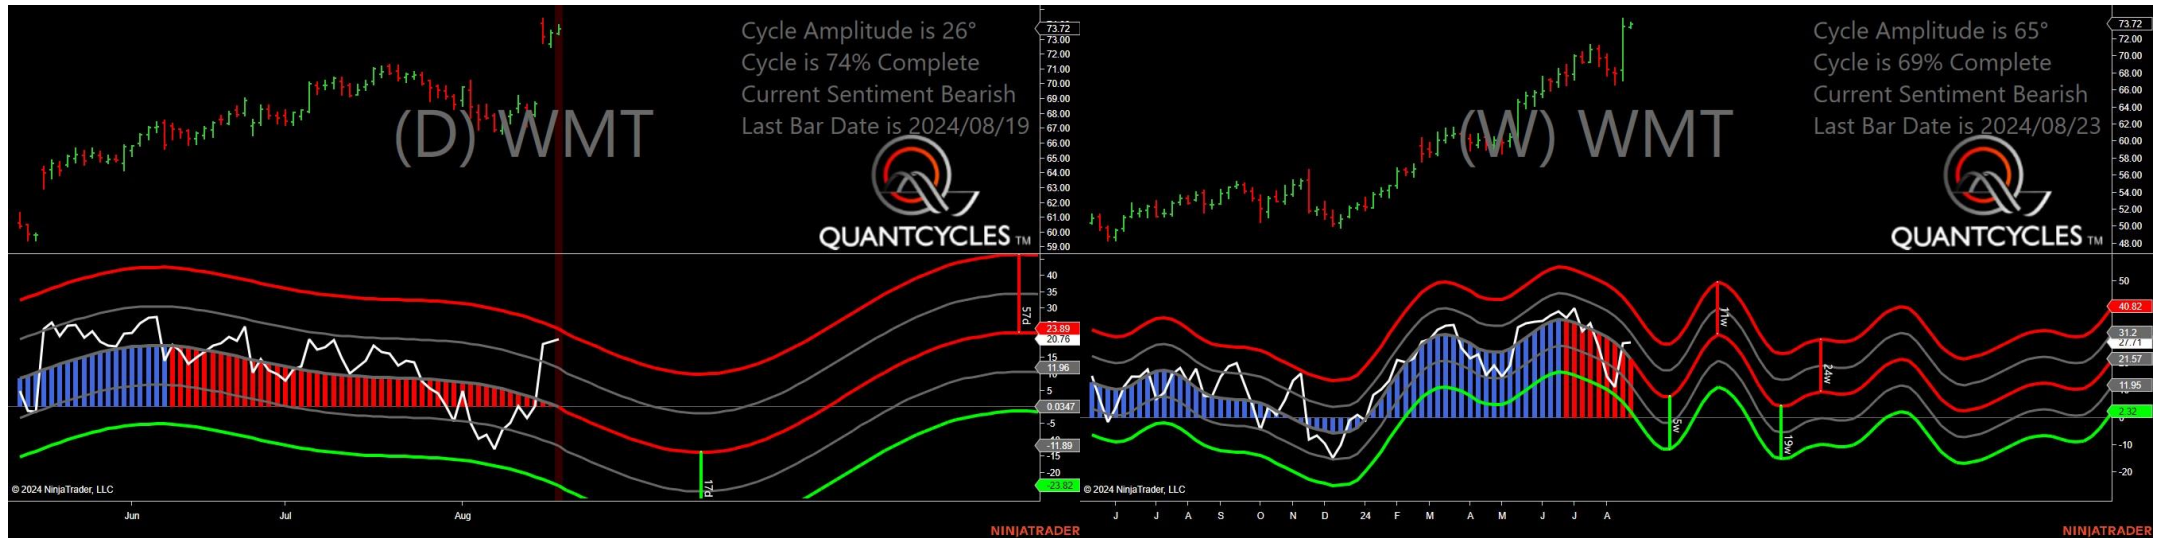 Cycle Amplitude is 26°
Cycle is 74% Complete
Current Sentiment Bearish
Last Bar Date is 2024/08/19
(D) WMT
QUANTCYCLES TM
73.72
73.00
72.00
71.00
70.00
69.00
68.00
67.00
66.00
65.00
64.00
63.00
62.00
61.00
60.00
59.00
40
35
30
23.89
20.76
15
11.96
5
0.0347
-5
-11.89
-15
-20
-23.82
57d
17d
© 2024 NinjaTrader, LLC
Jun
Jul
Aug
NINJATRADER
Cycle Amplitude is 65°
Cycle is 69% Complete
Current Sentiment Bearish
Last Bar Date is 2024/08/23
(W) WMT
QUANTCYCLES TM
73.72
72.00
70.00
68.00
66.00
64.00
62.00
60.00
58.00
56.00
54.00
52.00
50.00
48.00
50
40.82
31.2
27.71
21.57
11.95
2.32
-10
-20
11w
24w
5w
19w
© 2024 NinjaTrader, LLC
J
J
A
S
O
N
D
24
F
M
A
M
J
J
A
NINJATRADER